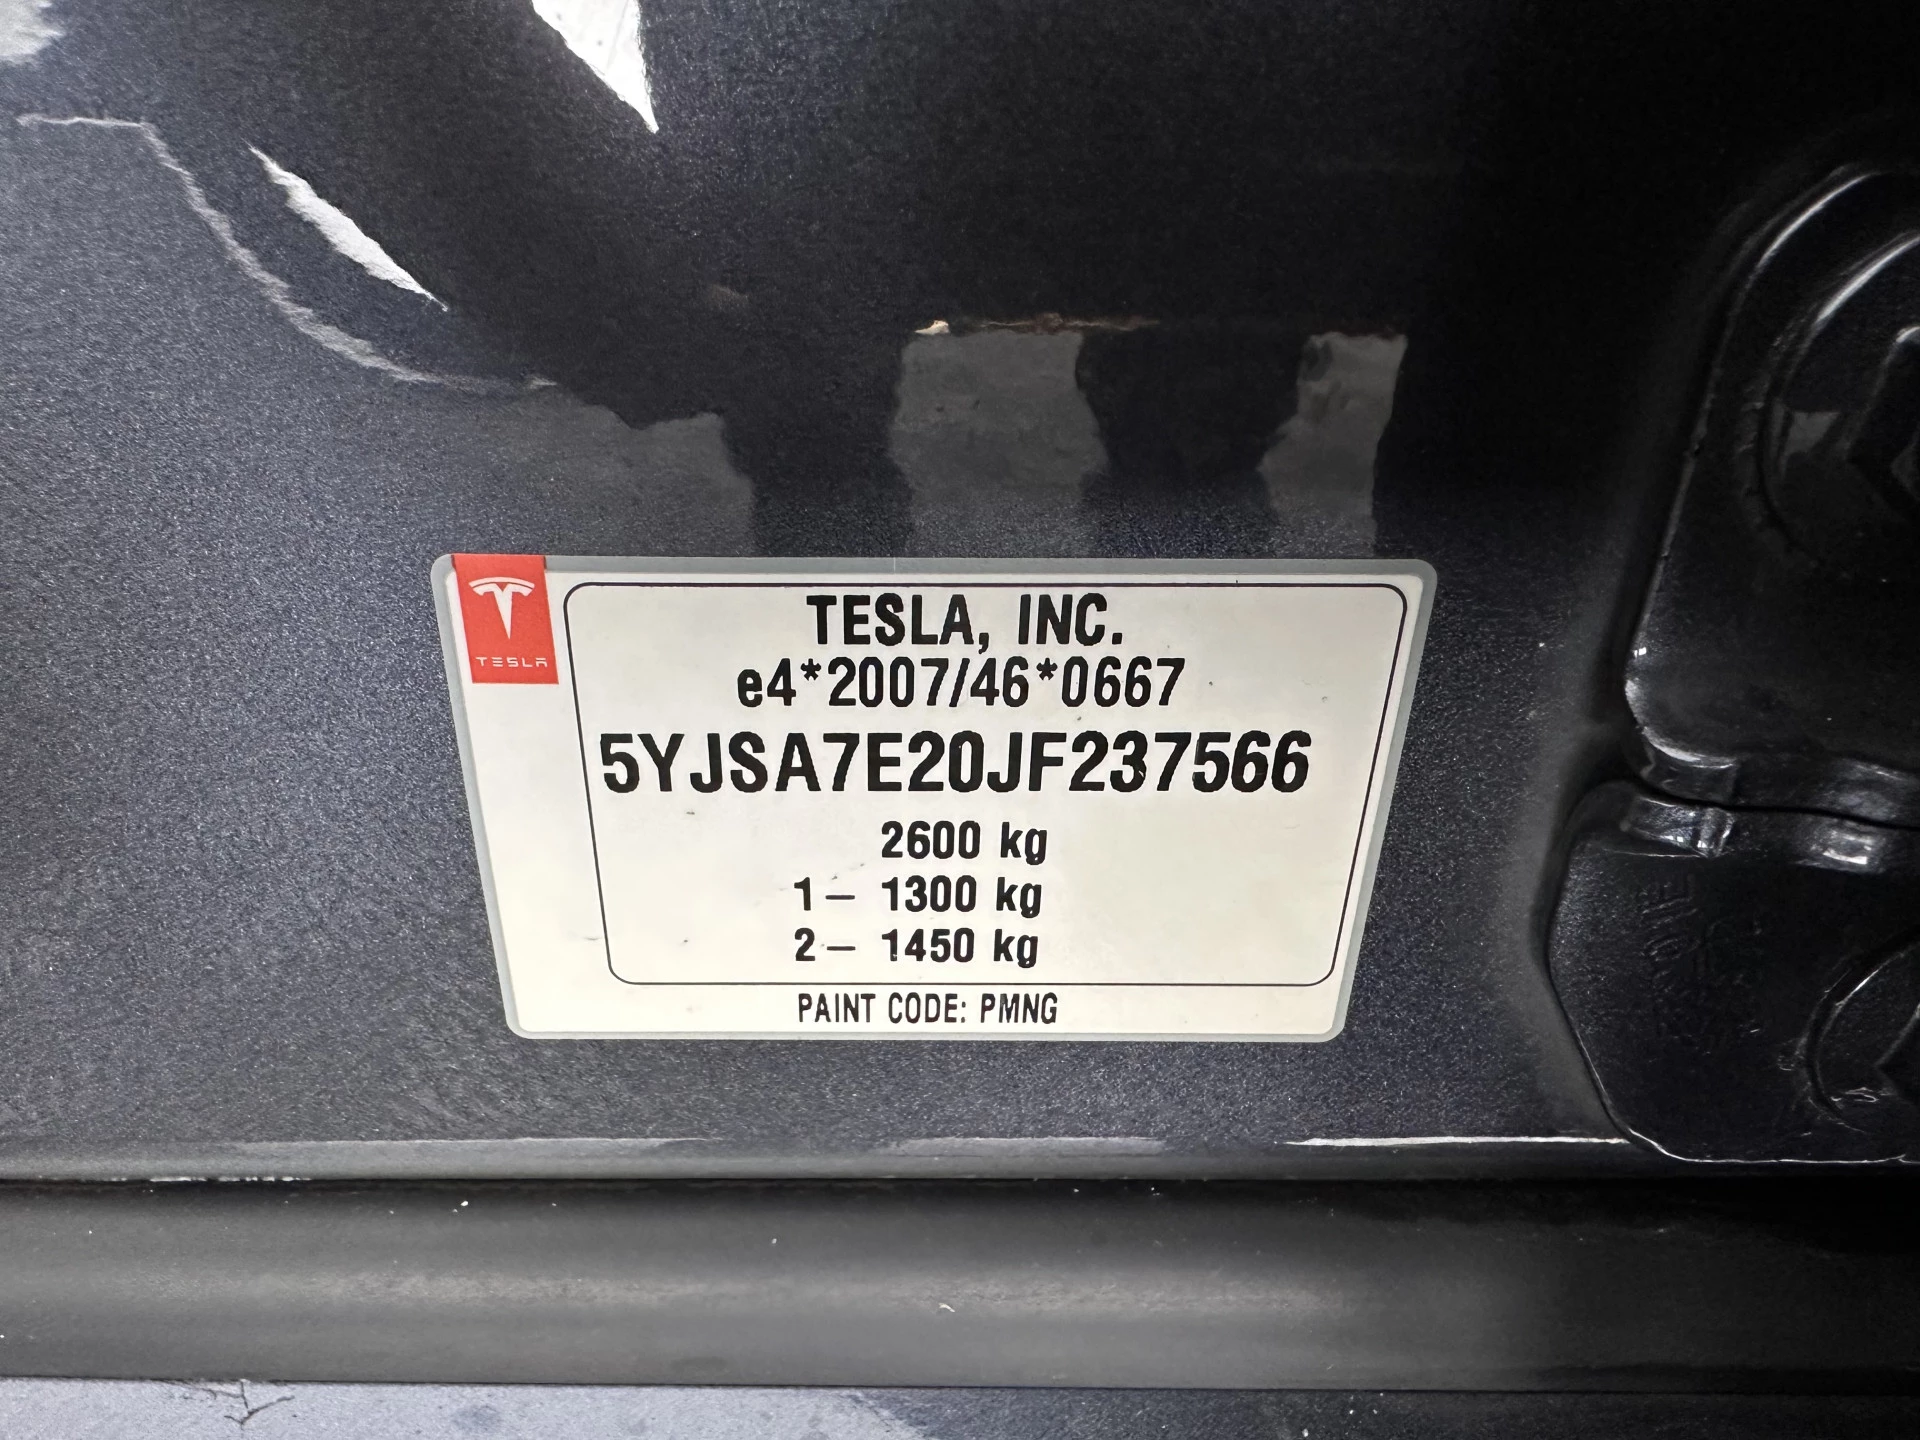 TESLA
TESLA, INC.
e4*2007/46*0667
5YJSA7E20JF237566
2600 kg
1– 1300 kg
2– 1450 kg
PAINT CODE: PMNG